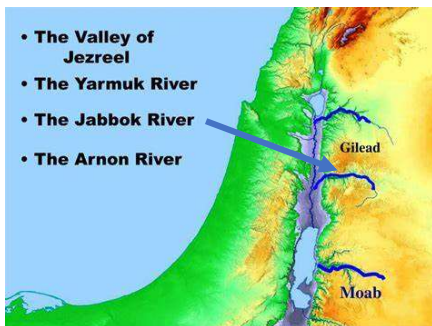 • The Valley of
Jezreel
• The Yarmuk River
• The Jabbok River
• The Arnon River
Gilead
Moab